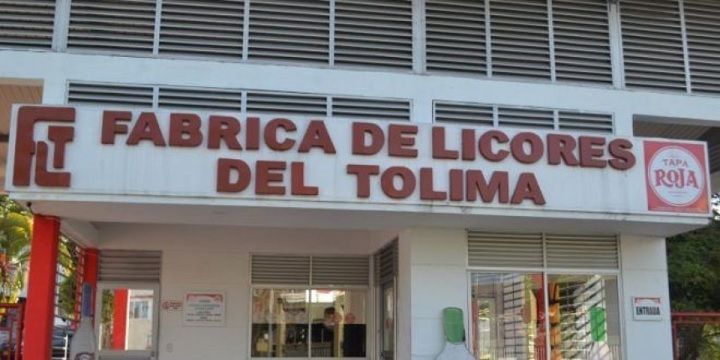 FLT
FABRICA DE LICORES
DEL TOLIMA
TAPA
ROJA
ENTRADA